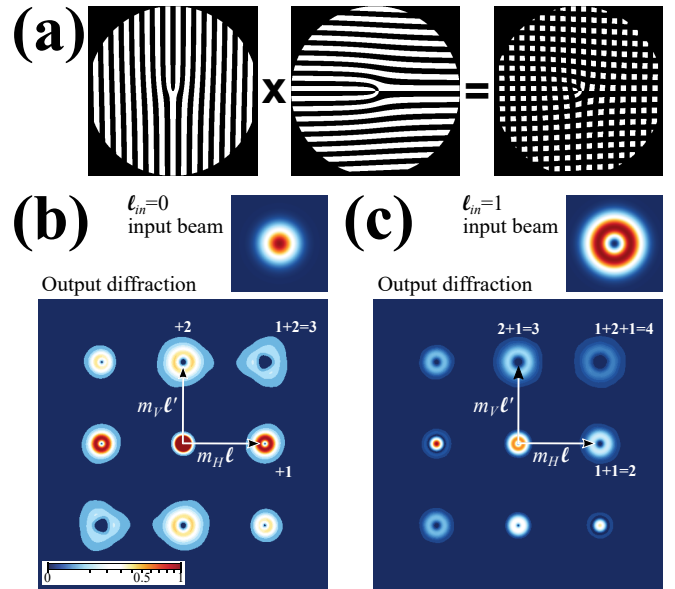 (a)
x
=
(b)
ℓin=0
input beam
Output diffraction
+2
1+2=3
mVℓ'
mHℓ
+1
0
0.5
1
(c)
ℓin=1
input beam
Output diffraction
2+1=3
1+2+1=4
mVℓ'
mHℓ
1+1=2